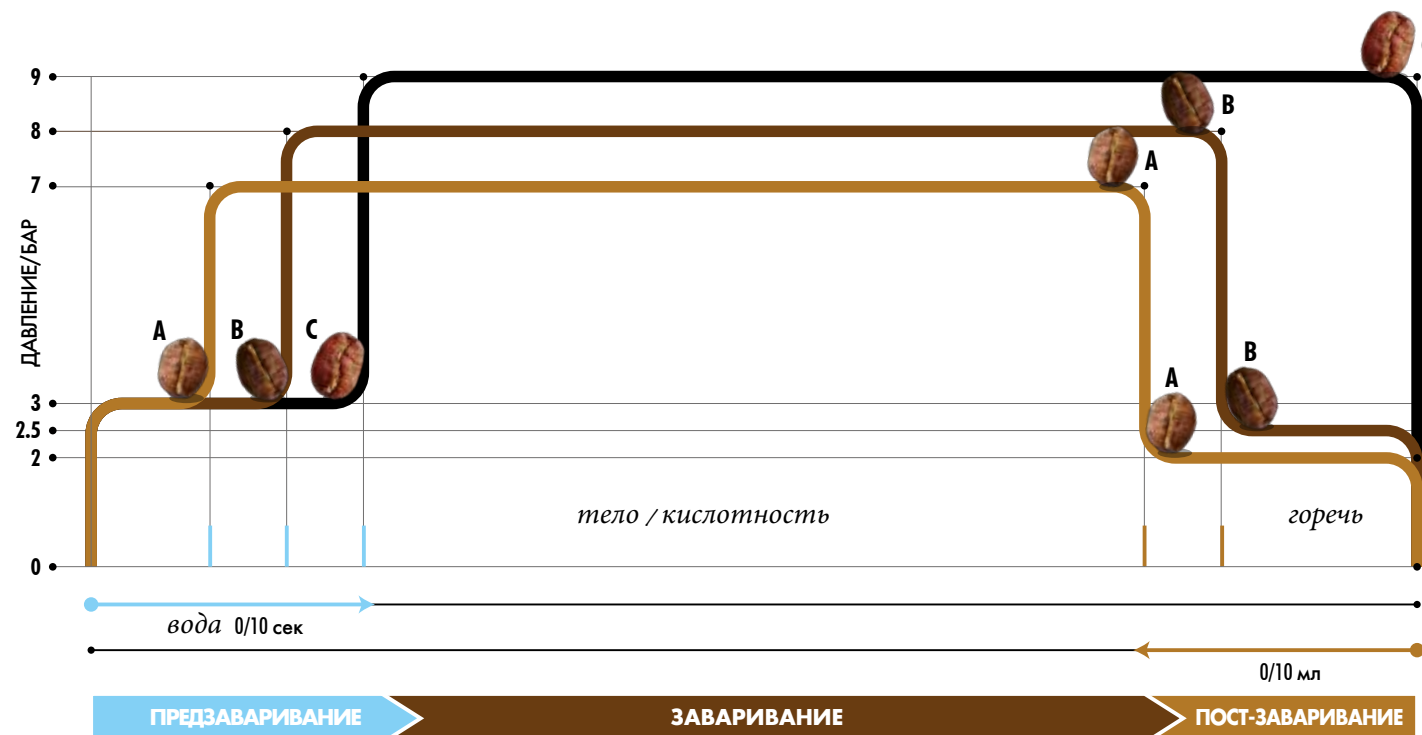 9
8
B
7
A
ДАВЛЕНИЕ/БАР
A
B
C
B
A
3
2.5
2
тело / кислотность
горечь
0
вода 0/10 сек
0/10 мл
ПРЕДЗАВАРИВАНИЕ
ЗАВАРИВАНИЕ
ПОСТ-ЗАВАРИВАНИЕ